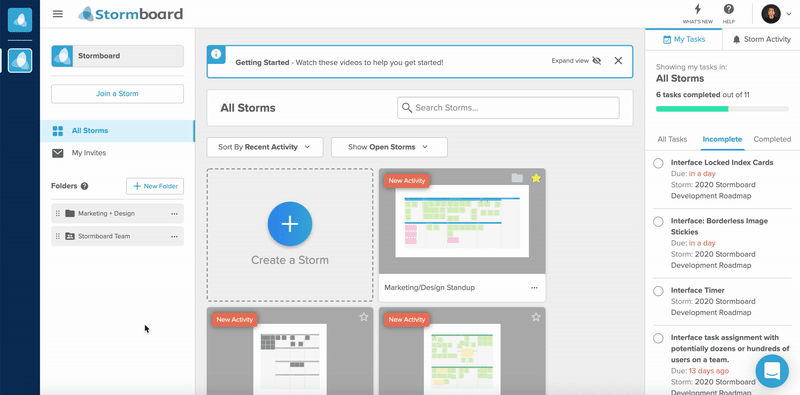 Stormboard
WHAT'S NEW
HELP
Stormboard
Join a Storm
All Storms
My Invites
Folders ?
+ New Folder
Marketing + Design
Stormboard Team
Getting Started - Watch these videos to help you get started!
Expand view
All Storms
Search Storms...
Sort By Recent Activity
Show Open Storms
Create a Storm
New Activity
Marketing/Design Standup
New Activity
New Activity
My Tasks
Storm Activity
Showing my tasks in:
All Storms
6 tasks completed out of 11
All Tasks
Incomplete
Completed
Interface Locked Index Cards
Due: in a day
Storm: 2020 Stormboard
Development Roadmap
Interface: Borderless Image
Stickies
Due: in a day
Storm: 2020 Stormboard
Development Roadmap
Interface Timer
Storm: 2020 Stormboard
Development Roadmap
Interface task assignment with
potentially dozens or hundreds of
users on a team.
Due: 13 days ago
Storm: 2020 Stormboard
Development Roadmap